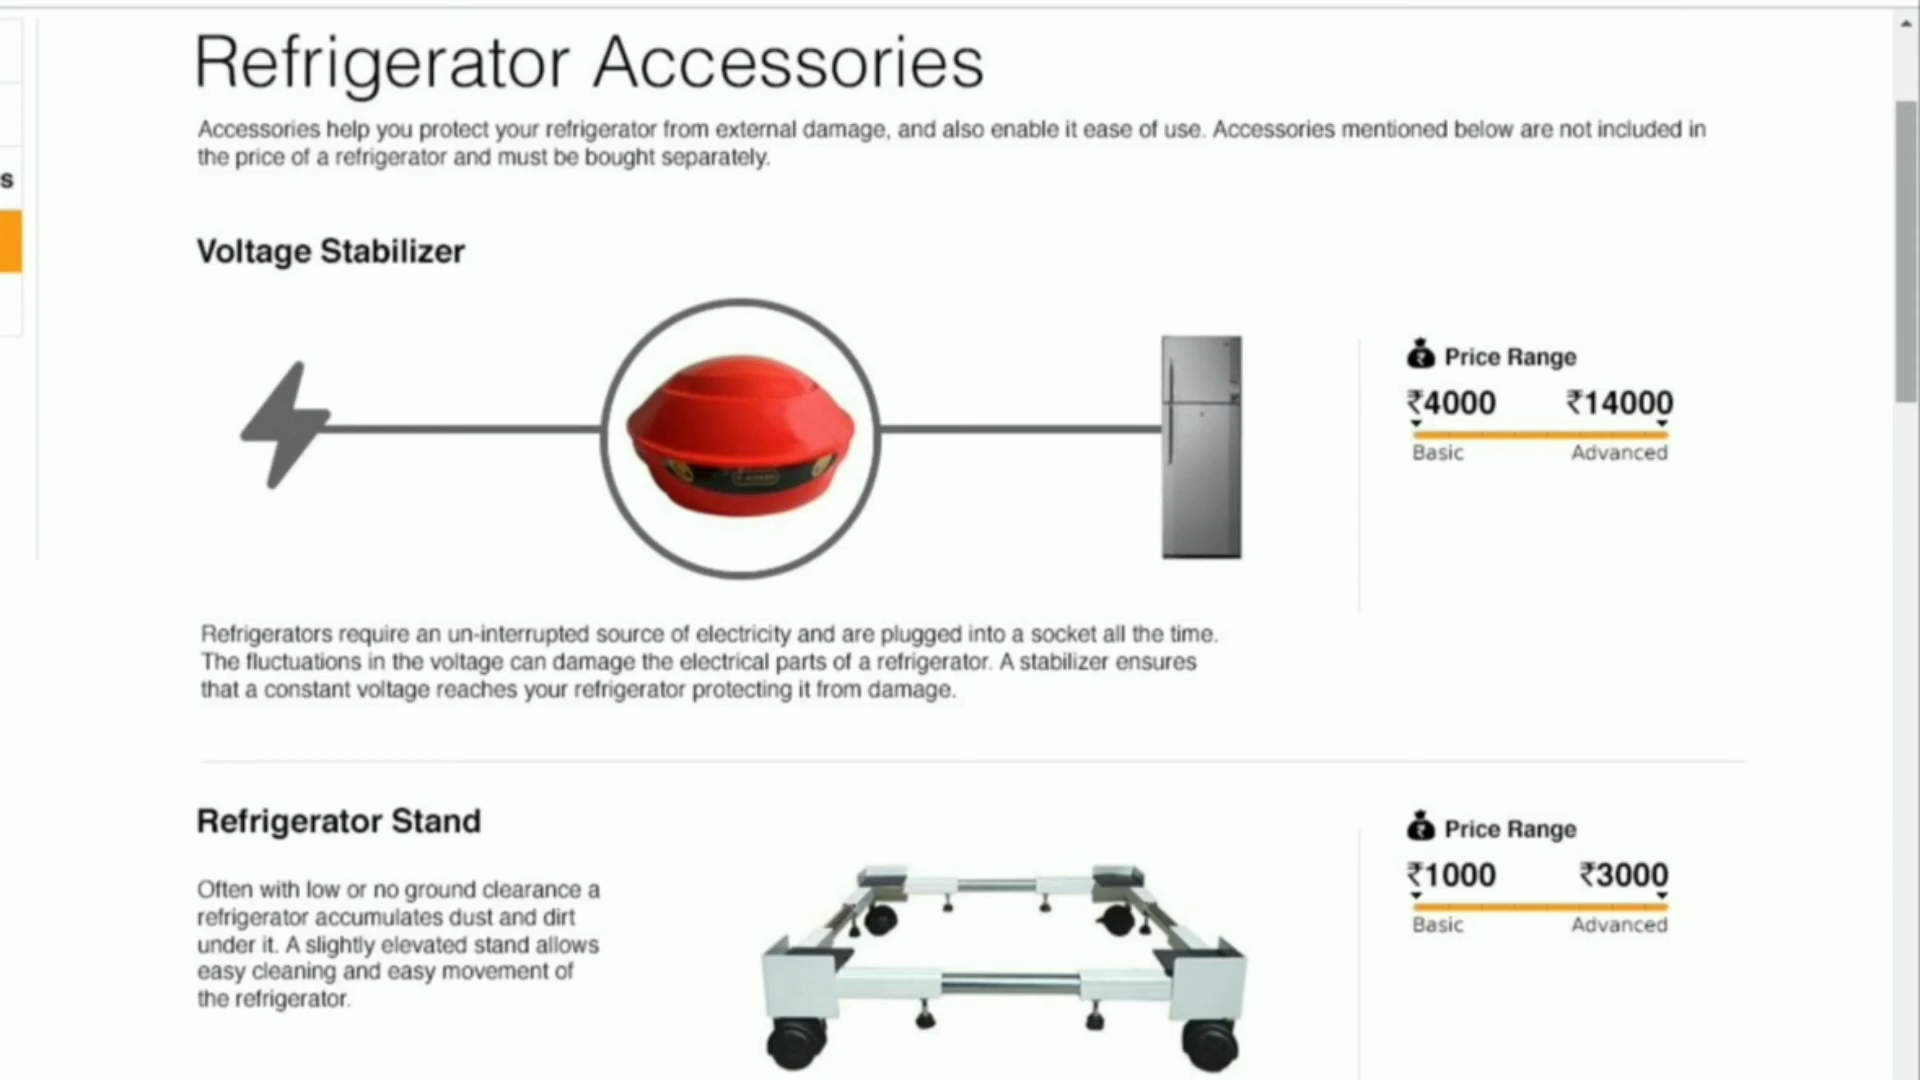 Refrigerator Accessories
Accessories help you protect your refrigerator from external damage, and also enable it ease of use. Accessories mentioned below are not included in
the price of a refrigerator and must be bought separately.
s
Voltage Stabilizer
Price Range
₹4000 ₹14000
Basic Advanced
Refrigerators require an un-interrupted source of electricity and are plugged into a socket all the time.
The fluctuations in the voltage can damage the electrical parts of a refrigerator. A stabilizer ensures
that a constant voltage reaches your refrigerator protecting it from damage.
Refrigerator Stand
Often with low or no ground clearance a
refrigerator accumulates dust and dirt
under it. A slightly elevated stand allows
easy cleaning and easy movement of
the refrigerator.
Price Range
₹1000 ₹3000
Basic Advanced